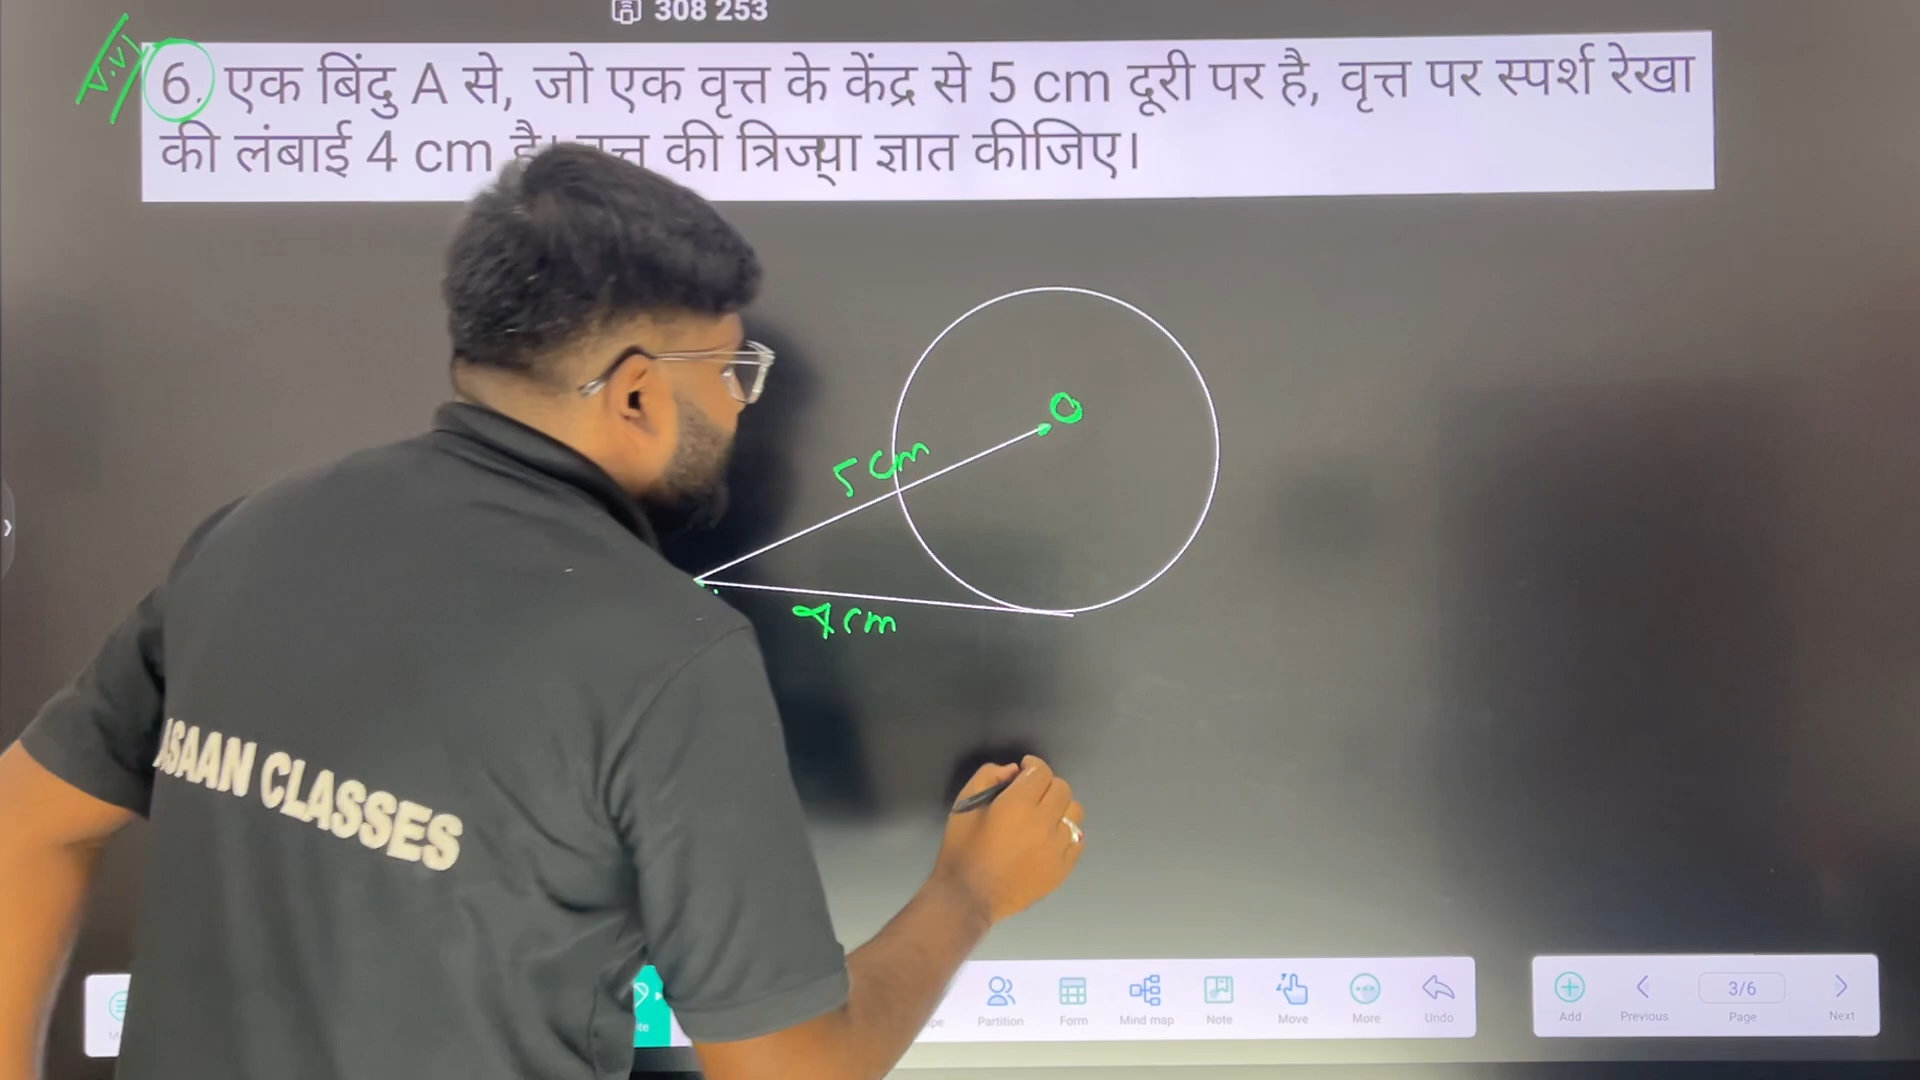 308 253
V.V.I
6. एक बिंदु A से, जो एक वृत्त के केंद्र से 5 cm दूरी पर है, वृत्त पर स्पर्श रेखा
की लंबाई 4 cm है। वृत्त की त्रिज्या ज्ञात कीजिए।
O
5 cm
4 cm
ASAAN CLASSES
Partition
Form
Mind map
Note
Move
More
Undo
Add
Previous
3/6
Page
Next